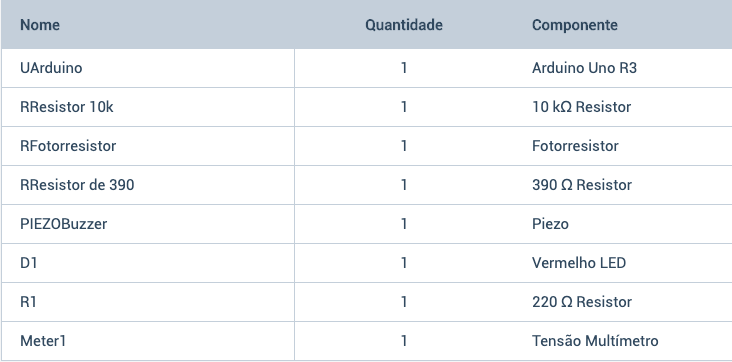 Nome Quantidade Componente
UArduino 1 Arduino Uno R3
RResistor 10k 1 10 kΩ Resistor
RFotorresistor 1 Fotorresistor
RResistor de 390 1 390 Ω Resistor
PIEZOBuzzer 1 Piezo
D1 1 Vermelho LED
R1 1 220 Ω Resistor
Meter1 1 Tensão Multímetro